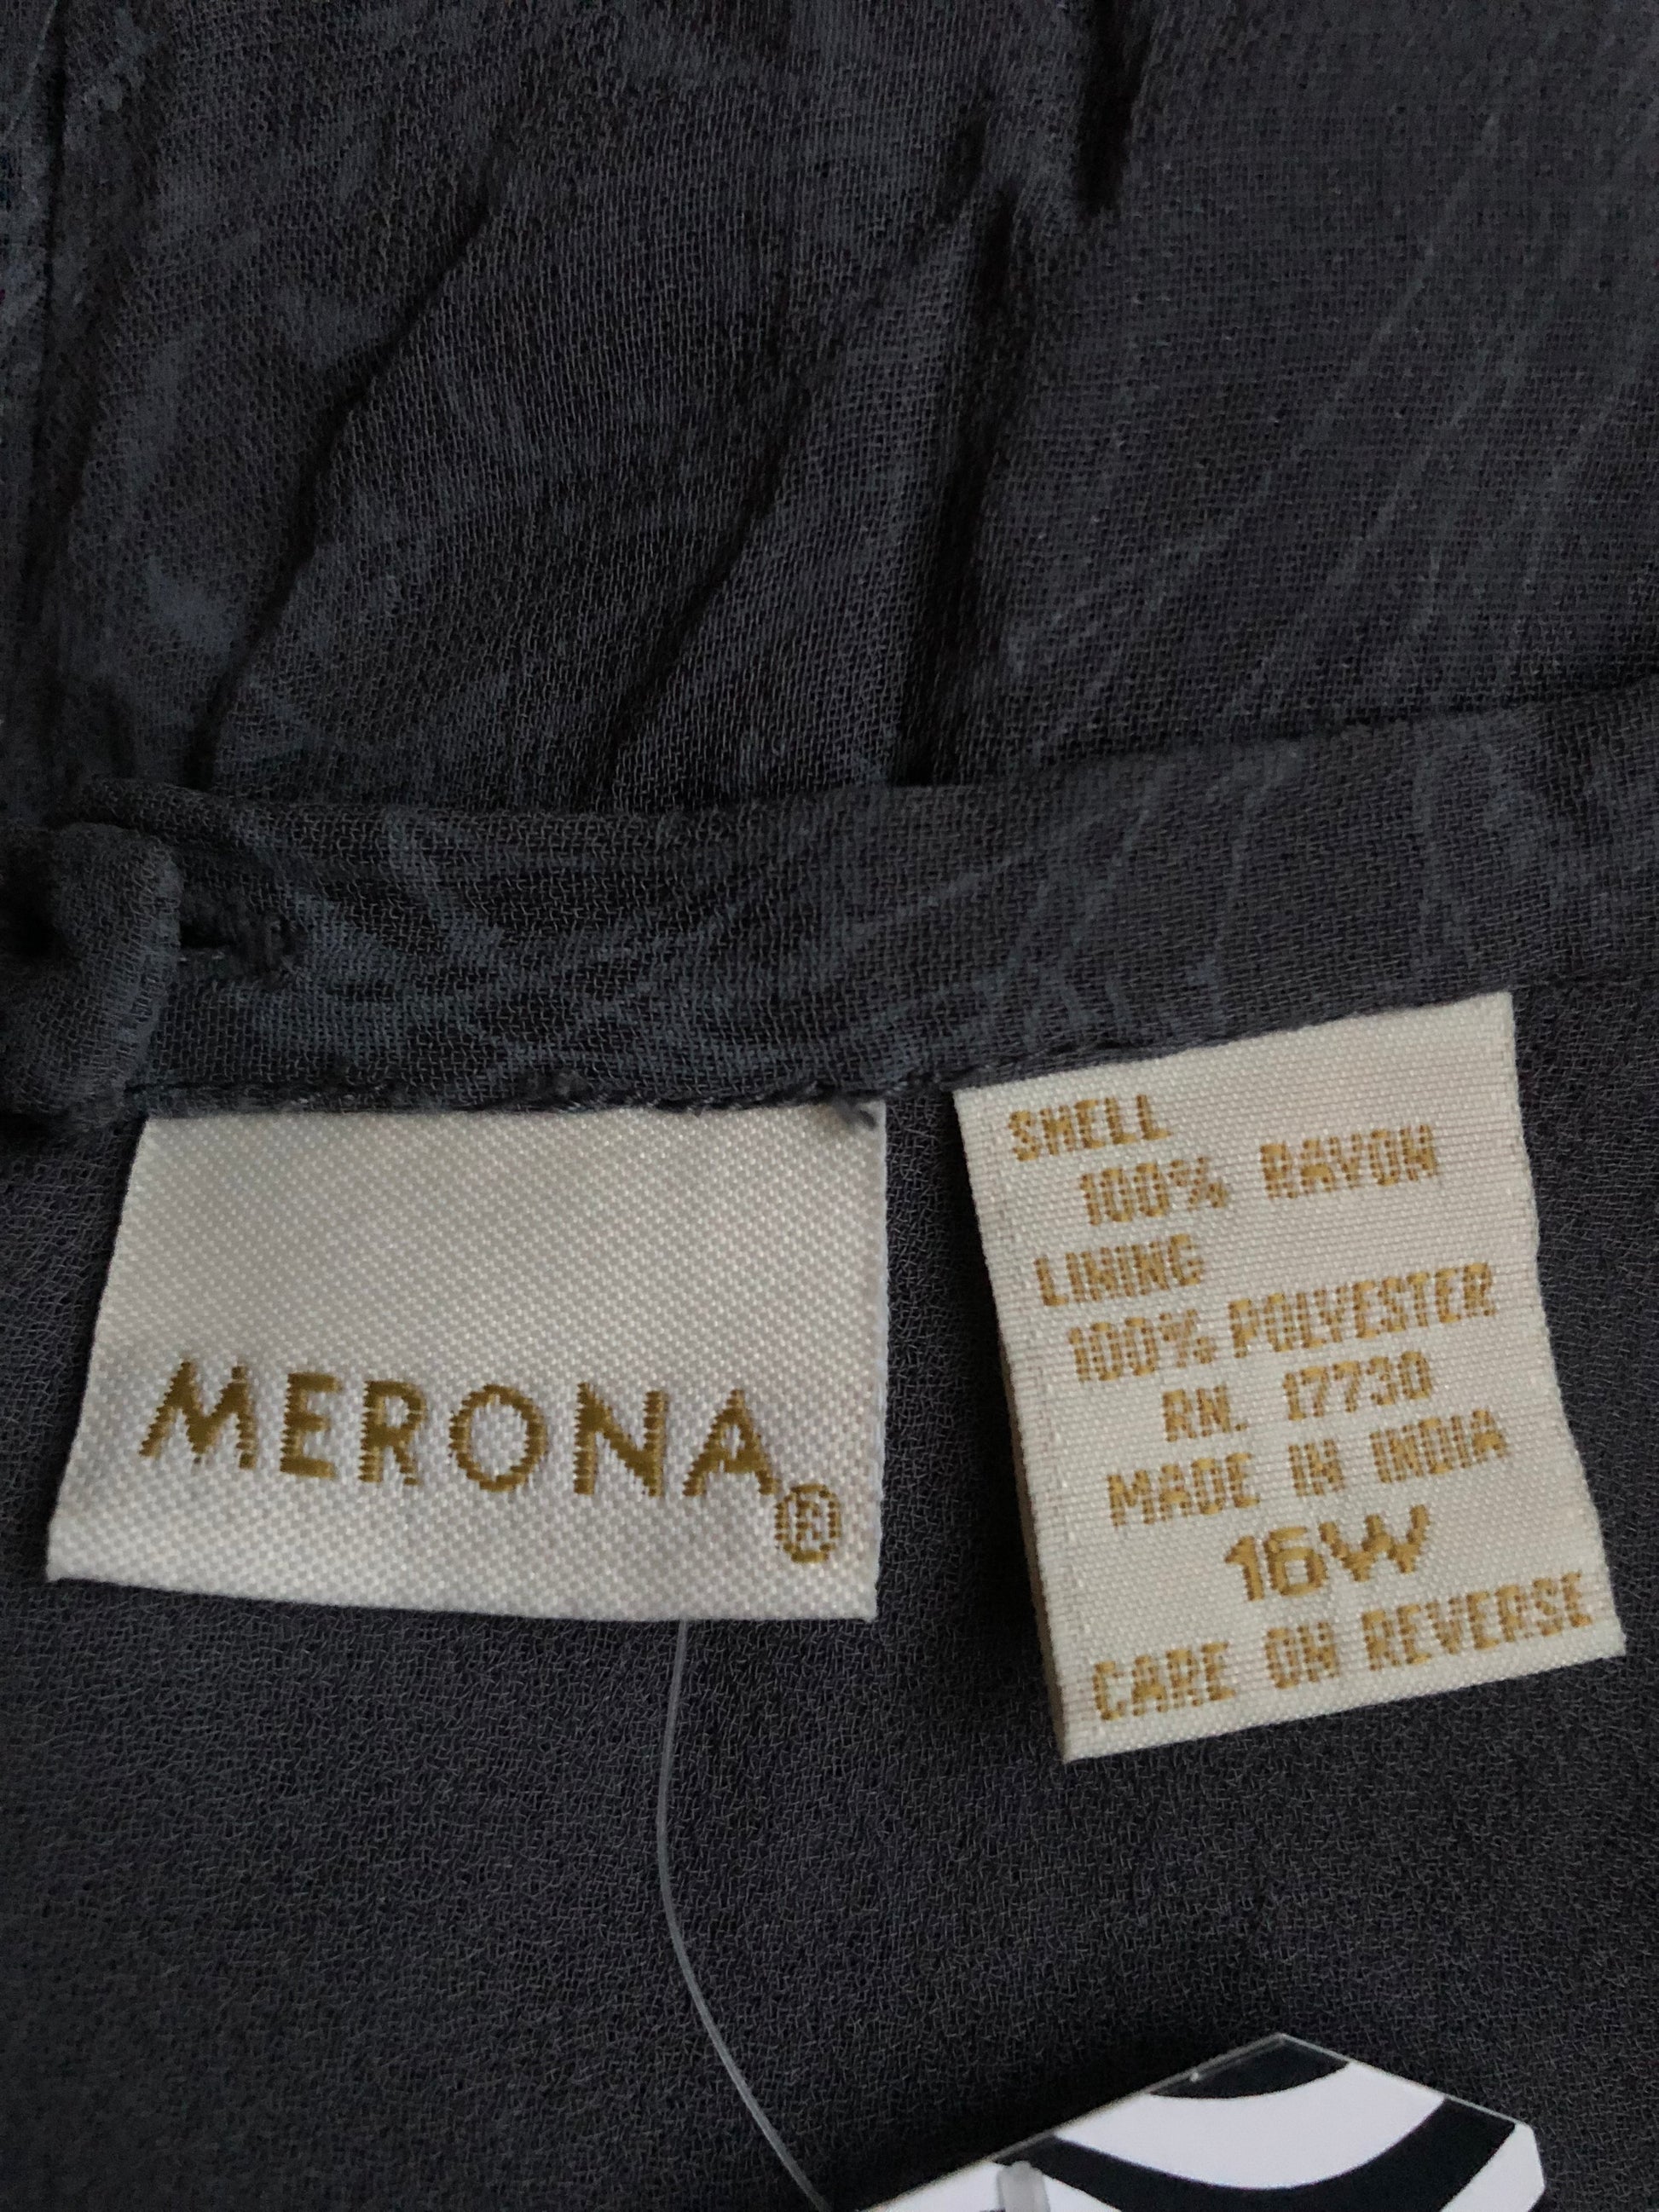 MERONA®
SHELL
100% RAYON
LINING
100% POLYESTER
RN. 17730
MADE IN INDIA
16W
CARE ON REVERSE